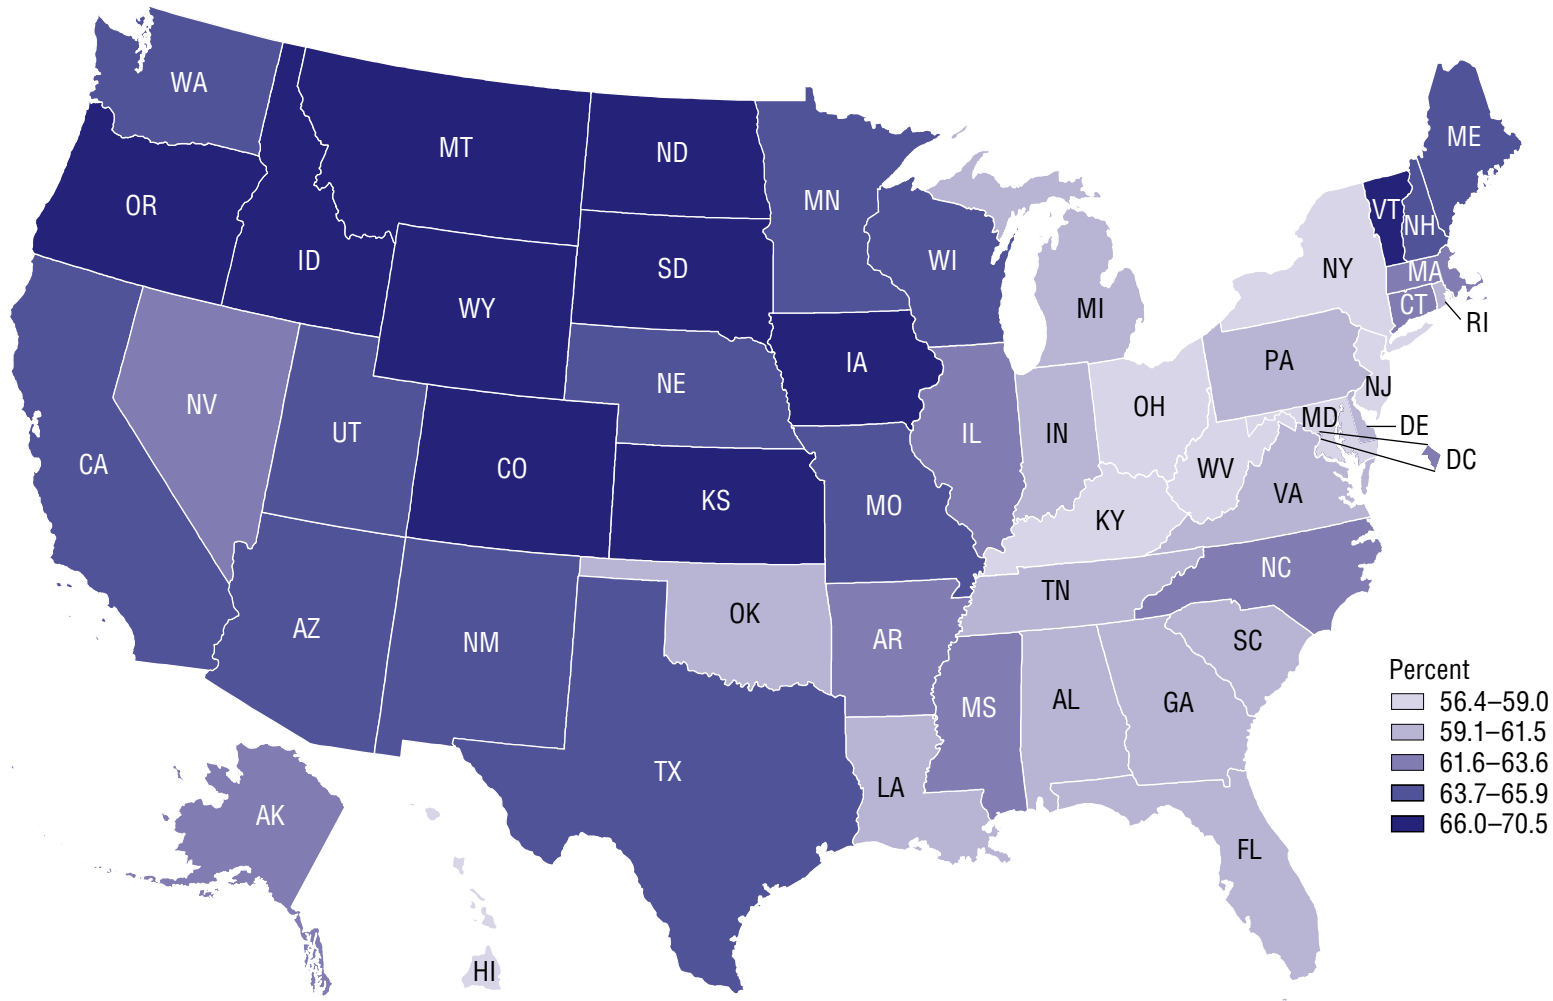 WA
MT
ND
MN
ME
OR
ID
WY
SD
WI
MI
VT
NH
NY
MA
CT
RI
NV
UT
CO
NE
IA
IL
IN
OH
PA
NJ
MD
DE
DC
CA
KS
MO
KY
WV
VA
AZ
NM
OK
AR
TN
NC
SC
TX
LA
MS
AL
GA
FL
AK
HI
Percent
56.4–59.0
59.1–61.5
61.6–63.6
63.7–65.9
66.0–70.5